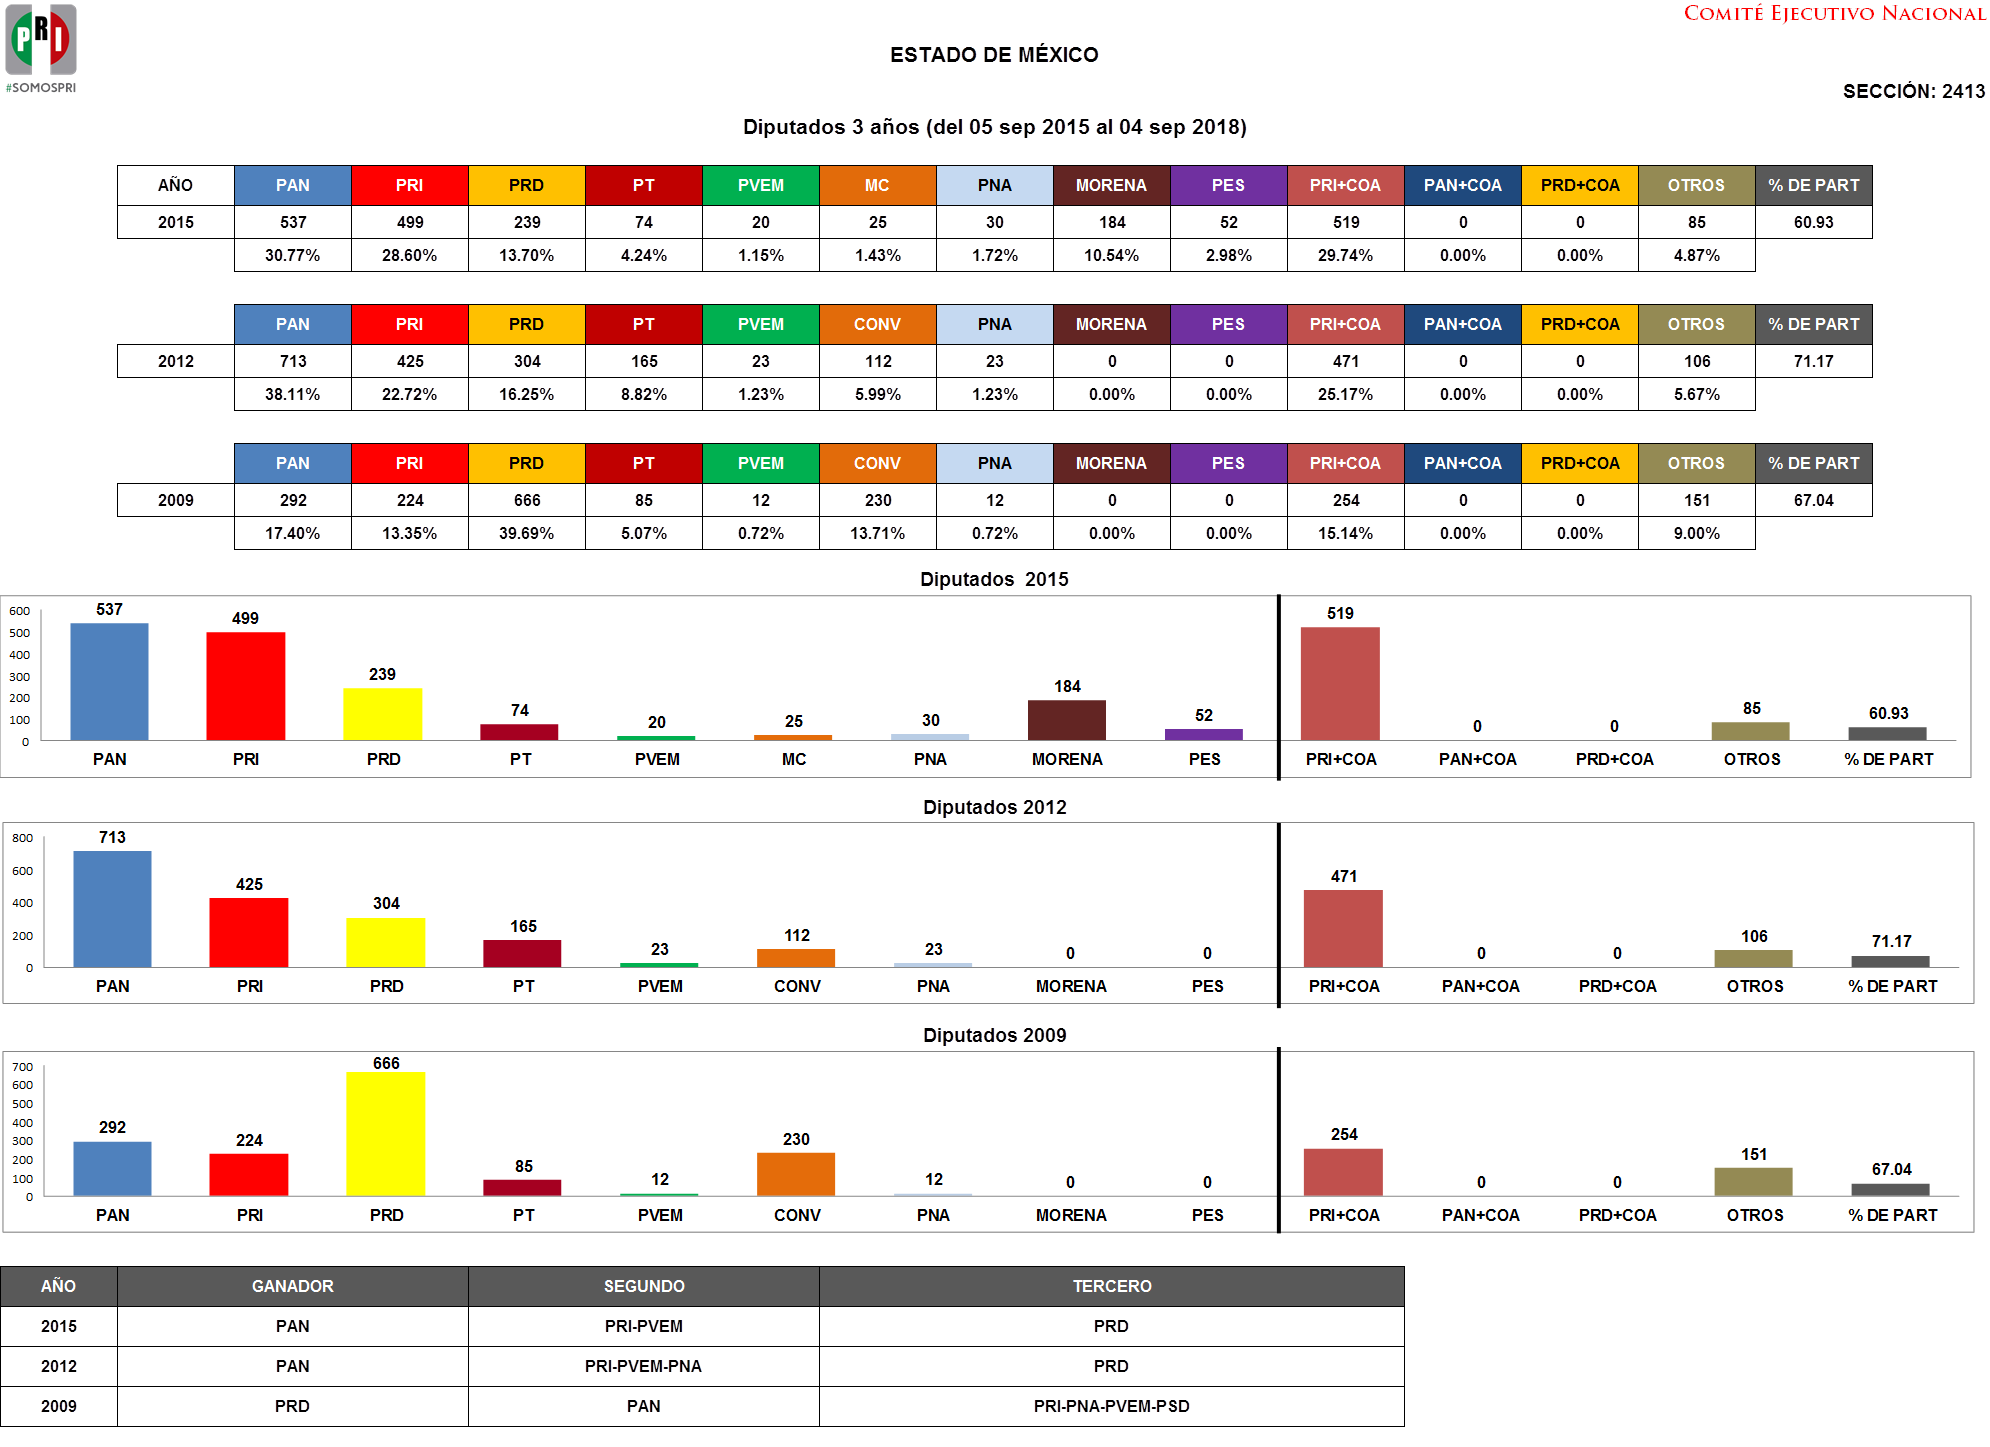 PRI
#SOMOSPRI
COMITÉ EJECUTIVO NACIONAL
ESTADO DE MÉXICO
SECCIÓN: 2413
Diputados 3 años (del 05 sep 2015 al 04 sep 2018)
AÑO PAN PRI PRD PT PVEM MC PNA MORENA PES PRI+COA PAN+COA PRD+COA OTROS % DE PART
2015 537 499 239 74 20 25 30 184 52 519 0 0 85 60.93
30.77% 28.60% 13.70% 4.24% 1.15% 1.43% 1.72% 10.54% 2.98% 29.74% 0.00% 0.00% 4.87%
PAN PRI PRD PT PVEM CONV PNA MORENA PES PRI+COA PAN+COA PRD+COA OTROS % DE PART
2012 713 425 304 165 23 112 23 0 0 471 0 0 106 71.17
38.11% 22.72% 16.25% 8.82% 1.23% 5.99% 1.23% 0.00% 0.00% 25.17% 0.00% 0.00% 5.67%
PAN PRI PRD PT PVEM CONV PNA MORENA PES PRI+COA PAN+COA PRD+COA OTROS % DE PART
2009 292 224 666 85 12 230 12 0 0 254 0 0 151 67.04
17.40% 13.35% 39.69% 5.07% 0.72% 13.71% 0.72% 0.00% 0.00% 15.14% 0.00% 0.00% 9.00%
Diputados 2015
600
500
400
300
200
100
0
537 499 239 74 20 25 30 184 52 519 0 0 85 60.93
PAN PRI PRD PT PVEM MC PNA MORENA PES PRI+COA PAN+COA PRD+COA OTROS % DE PART
Diputados 2012
800
600
400
200
0
713 425 304 165 23 112 23 0 0 471 0 0 106 71.17
PAN PRI PRD PT PVEM CONV PNA MORENA PES PRI+COA PAN+COA PRD+COA OTROS % DE PART
Diputados 2009
700
600
500
400
300
200
100
0
292 224 666 85 12 230 12 0 0 254 0 0 151 67.04
PAN PRI PRD PT PVEM CONV PNA MORENA PES PRI+COA PAN+COA PRD+COA OTROS % DE PART
AÑO GANADOR SEGUNDO TERCERO
2015 PAN PRI-PVEM PRD
2012 PAN PRI-PVEM-PNA PRD
2009 PRD PAN PRI-PNA-PVEM-PSD